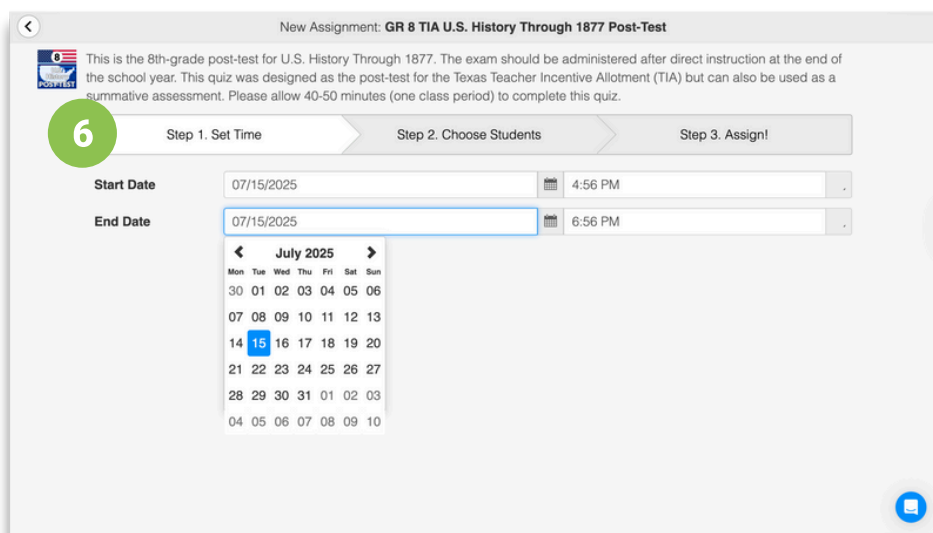 New Assignment: GR 8 TIA U.S. History Through 1877 Post-Test
8
POST-TEST
This is the 8th-grade post-test for U.S. History Through 1877. The exam should be administered after direct instruction at the end of
the school year. This quiz was designed as the post-test for the Texas Teacher Incentive Allotment (TIA) but can also be used as a
summative assessment. Please allow 40-50 minutes (one class period) to complete this quiz.
6
Step 1. Set Time Step 2. Choose Students Step 3. Assign!
Start Date 07/15/2025 4:56 PM
End Date 07/15/2025 6:56 PM
July 2025
Mon Tue Wed Thu Fri Sat Sun
30 01 02 03 04 05 06
07 08 09 10 11 12 13
14 15 16 17 18 19 20
21 22 23 24 25 26 27
28 29 30 31 01 02 03
04 05 06 07 08 09 10